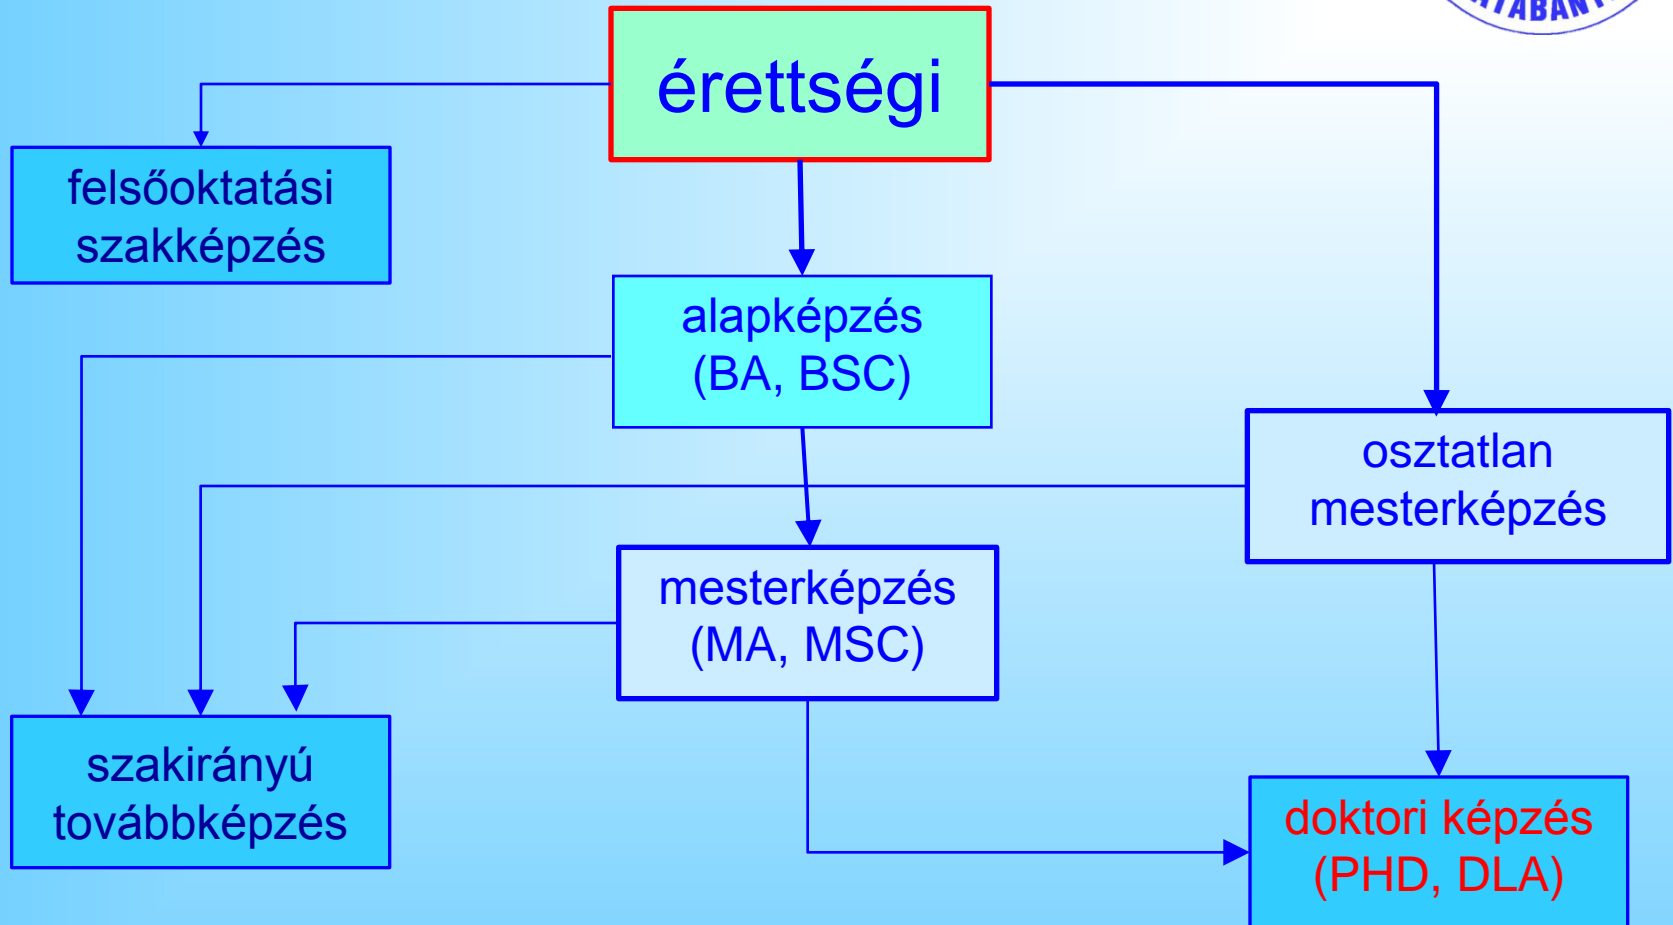 érettségi
felsőoktatási
szakképzés
alapképzés
(BA, BSC)
osztatlan
mesterképzés
mesterképzés
(MA, MSC)
szakirányú
továbbképzés
doktori képzés
(PHD, DLA)